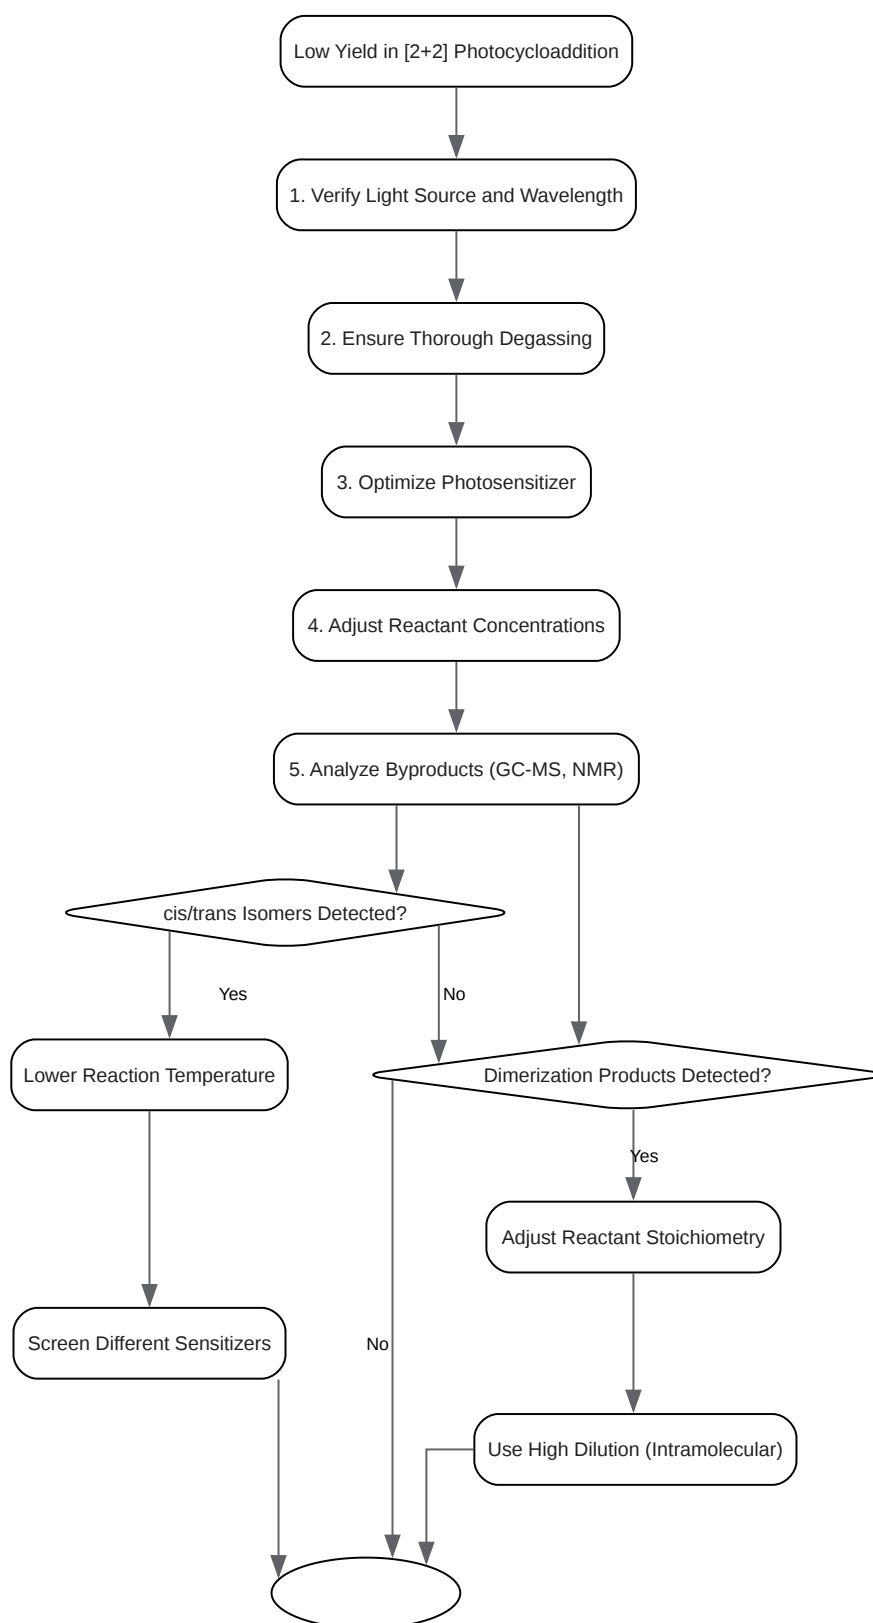 Low Yield in [2+2] Photocycloaddition
1. Verify Light Source and Wavelength
2. Ensure Thorough Degassing
3. Optimize Photosensitizer
4. Adjust Reactant Concentrations
5. Analyze Byproducts (GC-MS, NMR)
cis/trans Isomers Detected?
Yes
No
Lower Reaction Temperature
Dimerization Products Detected?
Yes
Adjust Reactant Stoichiometry
Screen Different Sensitizers
No
Use High Dilution (Intramolecular)